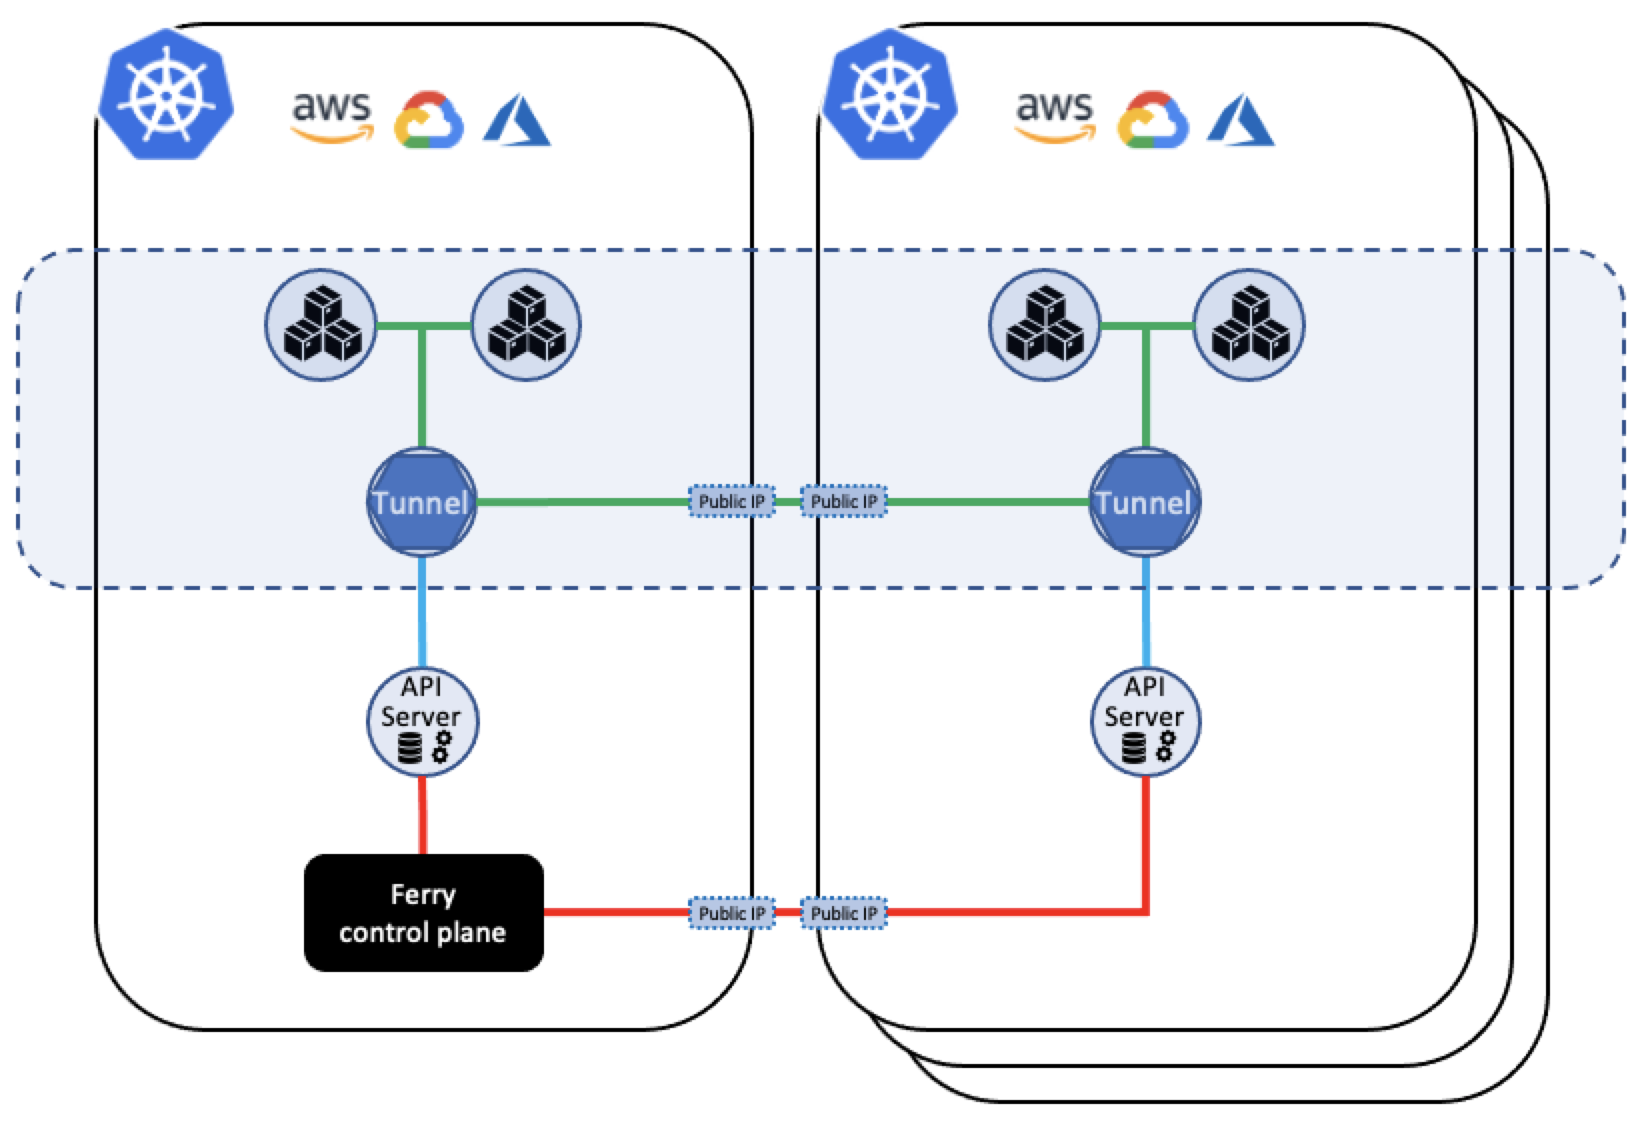 aws
aws
Tunnel
Public IP
Public IP
Tunnel
API
Server
API
Server
Ferry
control plane
Public IP
Public IP